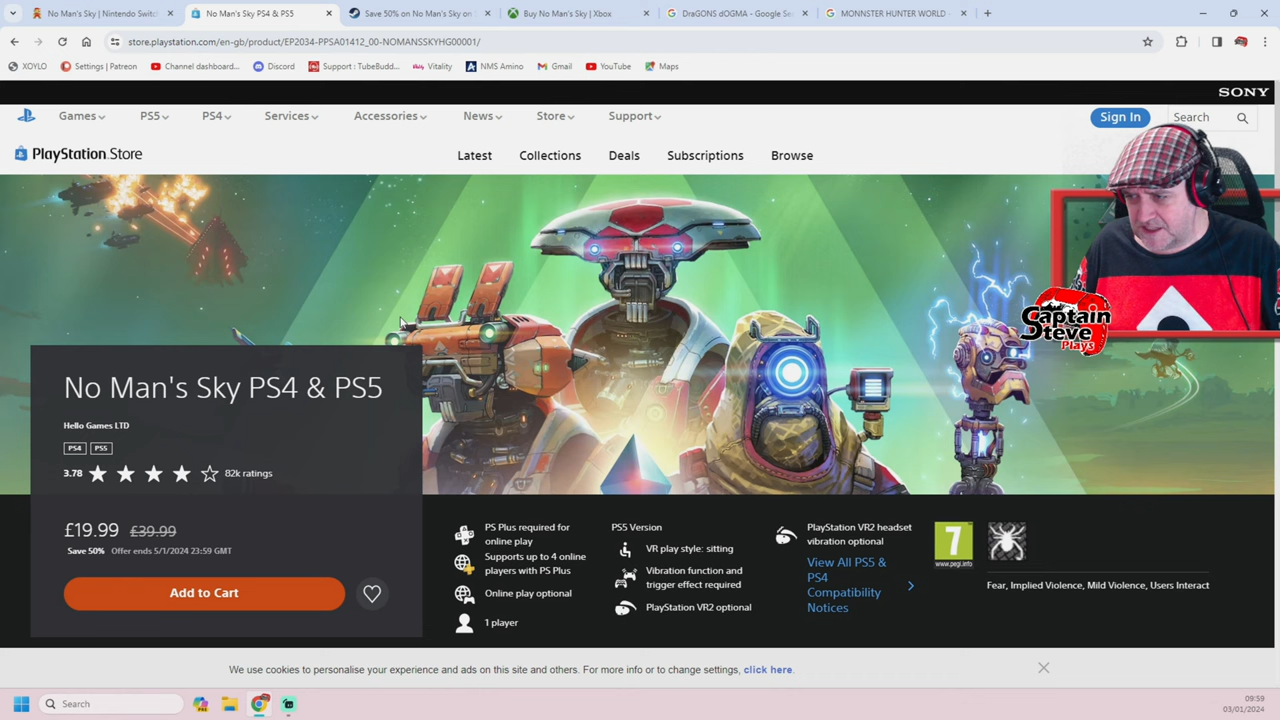 No Man's Sky | Nintendo Switch
No Man's Sky PS4 & PS5
Save 50% on No Man's Sky on
Buy No Man's Sky | Xbox
DraGONS dOGMA - Google Se
MONNSTER HUNTER WORLD -
store.playstation.com/en-gb/product/EP2034-PPSA01412_00-NOMANSSKYHG00001/
XOYLO
Settings | Patreon
Channel dashboard...
Discord
Support : TubeBudd...
Vitality
NMS Amino
Gmail
YouTube
Maps
SONY
Games
PS5
PS4
Services
Accessories
News
Store
Support
Sign In
Search
PlayStation.Store
Latest
Collections
Deals
Subscriptions
Browse
Captain
Steve
Plays
No Man's Sky PS4 & PS5
Hello Games LTD
PS4 PS5
3.78
82k ratings
£19.99 £39.99
Save 50% Offer ends 5/1/2024 23:59 GMT
Add to Cart
PS Plus required for
online play
Supports up to 4 online
players with PS Plus
Online play optional
1 player
PS5 Version
VR play style: sitting
Vibration function and
trigger effect required
PlayStation VR2 optional
PlayStation VR2 headset
vibration optional
View All PS5 &
PS4
Compatibility
Notices
7
www.pegi.info
Fear, Implied Violence, Mild Violence, Users Interact
We use cookies to personalise your experience and ads on this site and others. For more info or to change settings, click here.
Search
09:59
03/01/2024